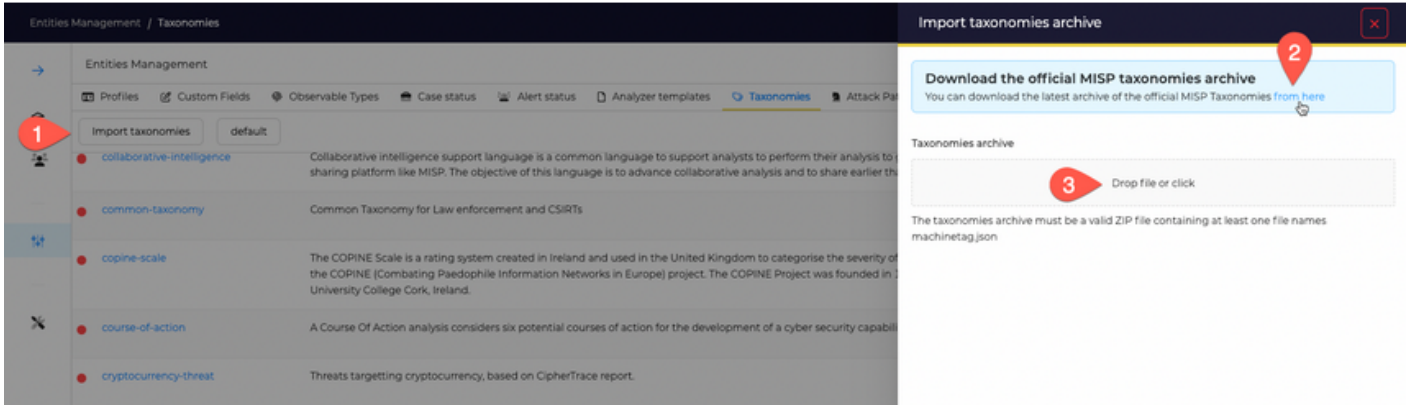 Entities Management / Taxonomies
Import taxonomies archive
Entities Management
Profiles Custom Fields Observable Types Case status Alert status Analyzer templates Taxonomies Attack Pat
1
Import taxonomies default
collaborative-intelligence Collaborative intelligence support language is a common language to support analysts to perform their analysis to
sharing platform like MISP. The objective of this language is to advance collaborative analysis and to share earlier tha
common-taxonomy Common Taxonomy for Law enforcement and CSIRTs
copine-scale The COPINE Scale is a rating system created in Ireland and used in the United Kingdom to categorise the severity of
the COPINE (Combating Paedophile Information Networks in Europe) project. The COPINE Project was founded in
University College Cork, Ireland.
course-of-action A Course Of Action analysis considers six potential courses of action for the development of a cyber security capabili
cryptocurrency-threat Threats targetting cryptocurrency, based on CipherTrace report.
2
Download the official MISP taxonomies archive
You can download the latest archive of the official MISP Taxonomies from here
Taxonomies archive
3 Drop file or click
The taxonomies archive must be a valid ZIP file containing at least one file names
machinetag.json